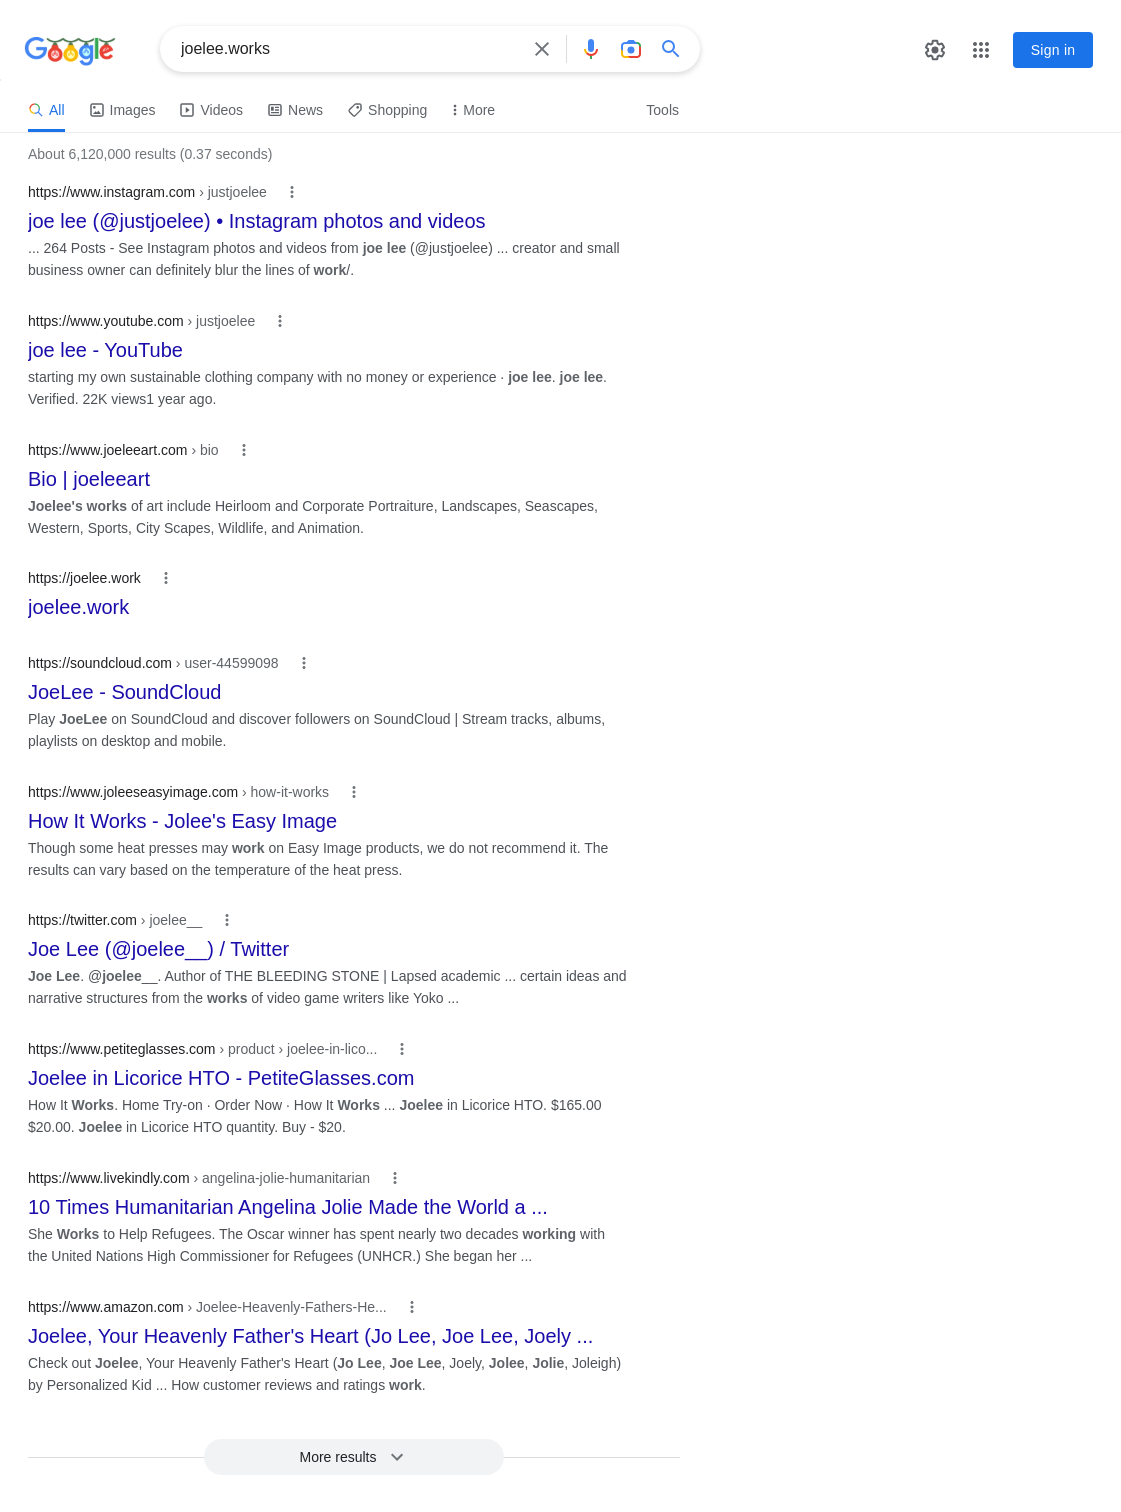 Google
joelee.works
Sign in
All Images Videos News Shopping More Tools
About 6,120,000 results (0.37 seconds)
https://www.instagram.com › justjoelee
joe lee (@justjoelee) • Instagram photos and videos
... 264 Posts - See Instagram photos and videos from joe lee (@justjoelee) ... creator and small
business owner can definitely blur the lines of work/.
https://www.youtube.com › justjoelee
joe lee - YouTube
starting my own sustainable clothing company with no money or experience · joe lee. joe lee.
Verified. 22K views1 year ago.
https://www.joeleeart.com › bio
Bio | joeleeart
Joelee's works of art include Heirloom and Corporate Portraiture, Landscapes, Seascapes,
Western, Sports, City Scapes, Wildlife, and Animation.
https://joelee.work
joelee.work
https://soundcloud.com › user-44599098
JoeLee - SoundCloud
Play JoeLee on SoundCloud and discover followers on SoundCloud | Stream tracks, albums,
playlists on desktop and mobile.
https://www.joleeseasyimage.com › how-it-works
How It Works - Jolee's Easy Image
Though some heat presses may work on Easy Image products, we do not recommend it. The
results can vary based on the temperature of the heat press.
https://twitter.com › joelee__
Joe Lee (@joelee__) / Twitter
Joe Lee. @joelee__. Author of THE BLEEDING STONE | Lapsed academic ... certain ideas and
narrative structures from the works of video game writers like Yoko ...
https://www.petiteglasses.com › product › joelee-in-lico...
Joelee in Licorice HTO - PetiteGlasses.com
How It Works. Home Try-on · Order Now · How It Works ... Joelee in Licorice HTO. $165.00
$20.00. Joelee in Licorice HTO quantity. Buy - $20.
https://www.livekindly.com › angelina-jolie-humanitarian
10 Times Humanitarian Angelina Jolie Made the World a ...
She Works to Help Refugees. The Oscar winner has spent nearly two decades working with
the United Nations High Commissioner for Refugees (UNHCR.) She began her ...
https://www.amazon.com › Joelee-Heavenly-Fathers-He...
Joelee, Your Heavenly Father's Heart (Jo Lee, Joe Lee, Joely ...
Check out Joelee, Your Heavenly Father's Heart (Jo Lee, Joe Lee, Joely, Jolee, Jolie, Joleigh)
by Personalized Kid ... How customer reviews and ratings work.
More results